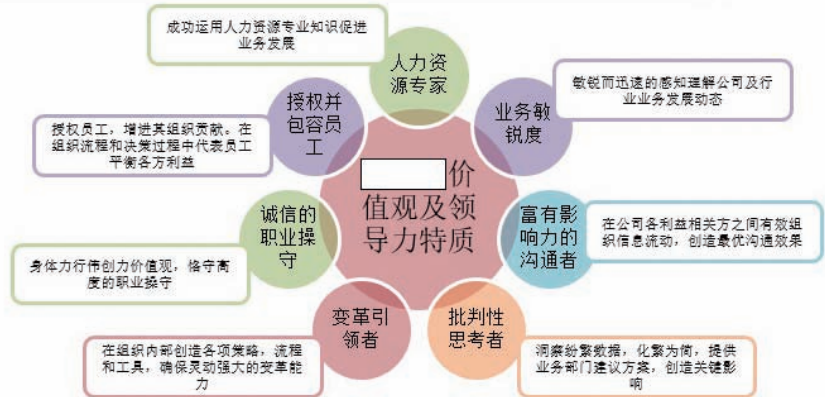 成功运用人力资源专业知识促进
业务发展
人力资
源专家
授权并
包容员
工
业务敏
锐度
敏锐而迅速的感知理解公司及行
业业务发展动态
授权员工，增进其组织贡献。在
组织流程和决策过程中代表员工
平衡各方利益
价
值观及领
导力特质
诚信的
职业操
守
富有影
响力的
沟通者
在公司各利益相关方之间有效组
织信息流动，创造最优沟通效果
身体力行伟创力价值观，恪守高
度的职业操守
变革引
领者
批判性
思考者
在组织内部创造各项策略，流程
和工具，确保灵动强大的变革能
力
洞察纷繁数据，化繁为简，提供
业务部门建议方案，创造关键影
响